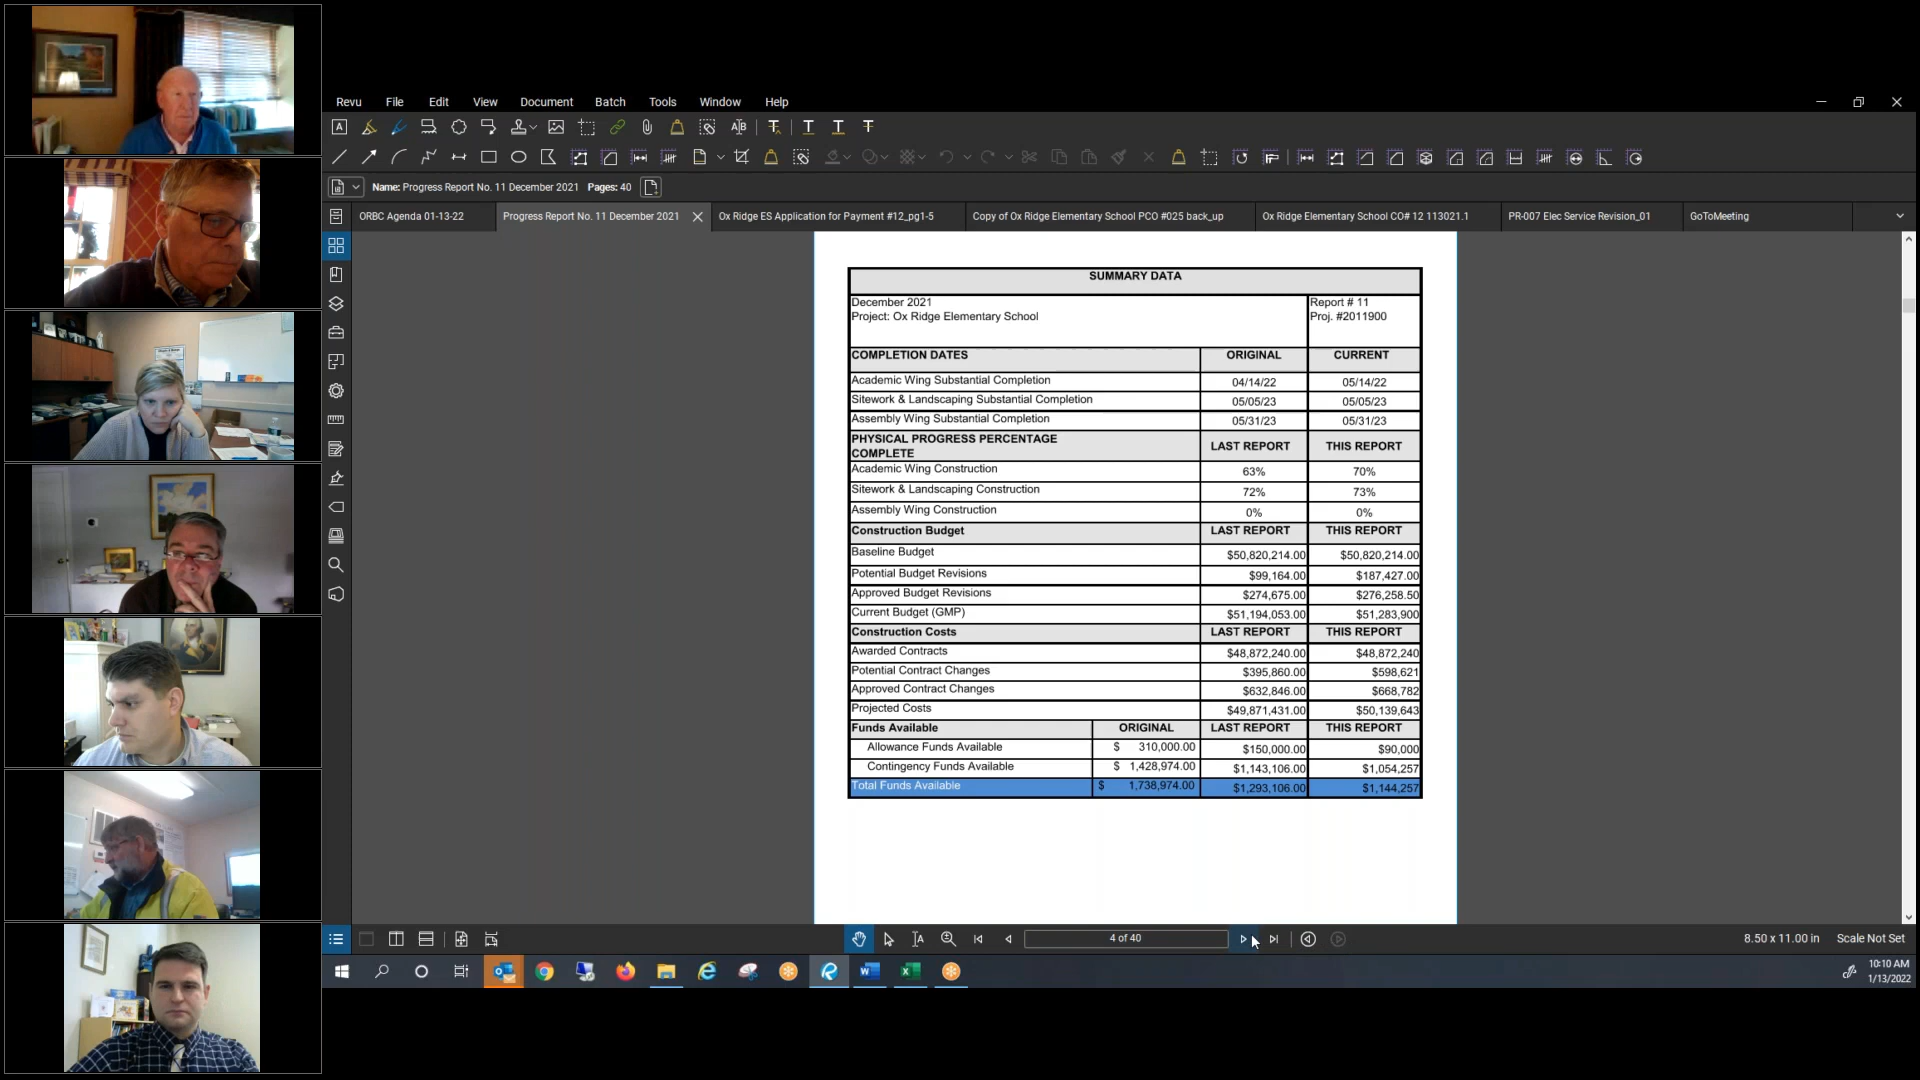 Revu File Edit View Document Batch Tools Window Help
Name: Progress Report No. 11 December 2021 Pages: 40
ORBC Agenda 01-13-22 Progress Report No. 11 December 2021 Ox Ridge ES Application for Payment #12_pg1-5 Copy of Ox Ridge Elementary School PCO #025 back_up Ox Ridge Elementary School CO# 12 113021.1 PR-007 Elec Service Revision_01 GoToMeeting
SUMMARY DATA
December 2021 Report # 11
Project: Ox Ridge Elementary School Proj. #2011900
COMPLETION DATES ORIGINAL CURRENT
Academic Wing Substantial Completion 04/14/22 05/14/22
Sitework & Landscaping Substantial Completion 05/05/23 05/05/23
Assembly Wing Substantial Completion 05/31/23 05/31/23
PHYSICAL PROGRESS PERCENTAGE
COMPLETE LAST REPORT THIS REPORT
Academic Wing Construction 63% 70%
Sitework & Landscaping Construction 72% 73%
Assembly Wing Construction 0% 0%
Construction Budget LAST REPORT THIS REPORT
Baseline Budget $50,820,214.00 $50,820,214.00
Potential Budget Revisions $99,164.00 $187,427.00
Approved Budget Revisions $274,675.00 $276,258.50
Current Budget (GMP) $51,194,053.00 $51,283,900
Construction Costs LAST REPORT THIS REPORT
Awarded Contracts $48,872,240.00 $48,872,240
Potential Contract Changes $395,860.00 $598,621
Approved Contract Changes $632,846.00 $668,782
Projected Costs $49,871,431.00 $50,139,643
Funds Available ORIGINAL LAST REPORT THIS REPORT
Allowance Funds Available $ 310,000.00 $150,000.00 $90,000
Contingency Funds Available $ 1,428,974.00 $1,143,106.00 $1,054,257
Total Funds Available $ 1,738,974.00 $1,293,106.00 $1,144,257
4 of 40 8.50 x 11.00 in Scale Not Set
10:10 AM
1/13/2022